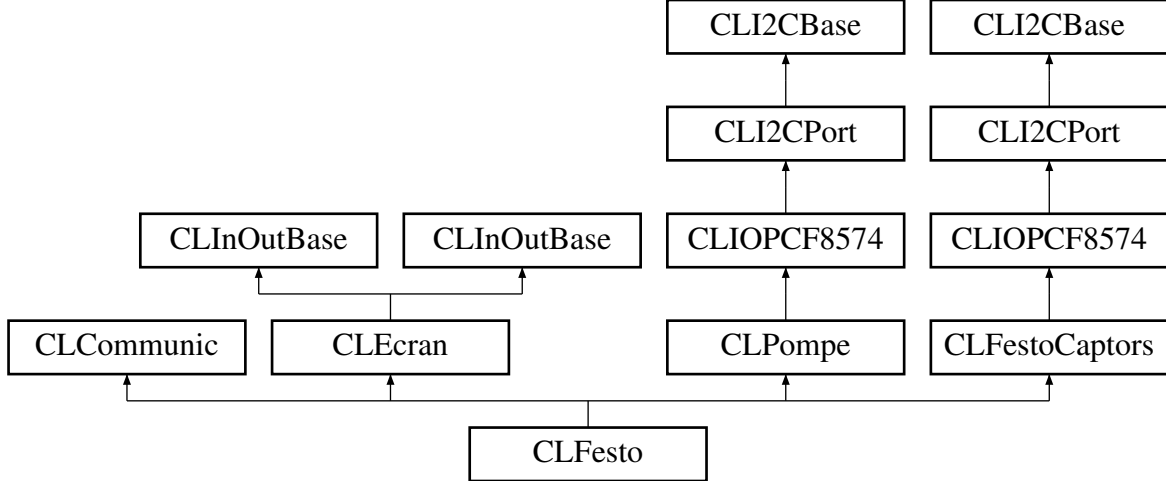 CLI2CBase
CLI2CBase
CLI2CPort
CLI2CPort
CLInOutBase
CLInOutBase
CLIOPCF8574
CLIOPCF8574
CLCommunic
CLEcran
CLPompe
CLFestoCaptors
CLFesto